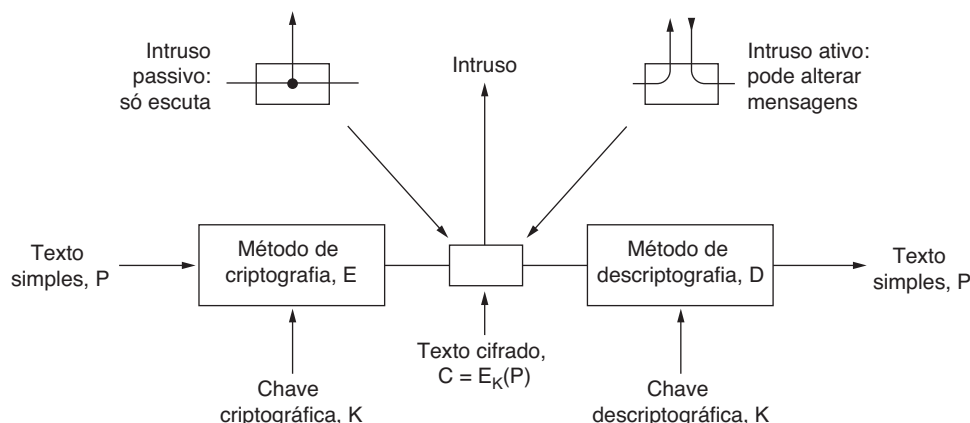 Intruso
passivo:
só escuta
Intruso
Intruso ativo:
pode alterar
mensagens
Texto
simples, P
Método de
criptografia, E
Método de
descriptografia, D
Texto
simples, P
Chave
criptográfica, K
Texto cifrado,
C = E_K(P)
Chave
descriptográfica, K